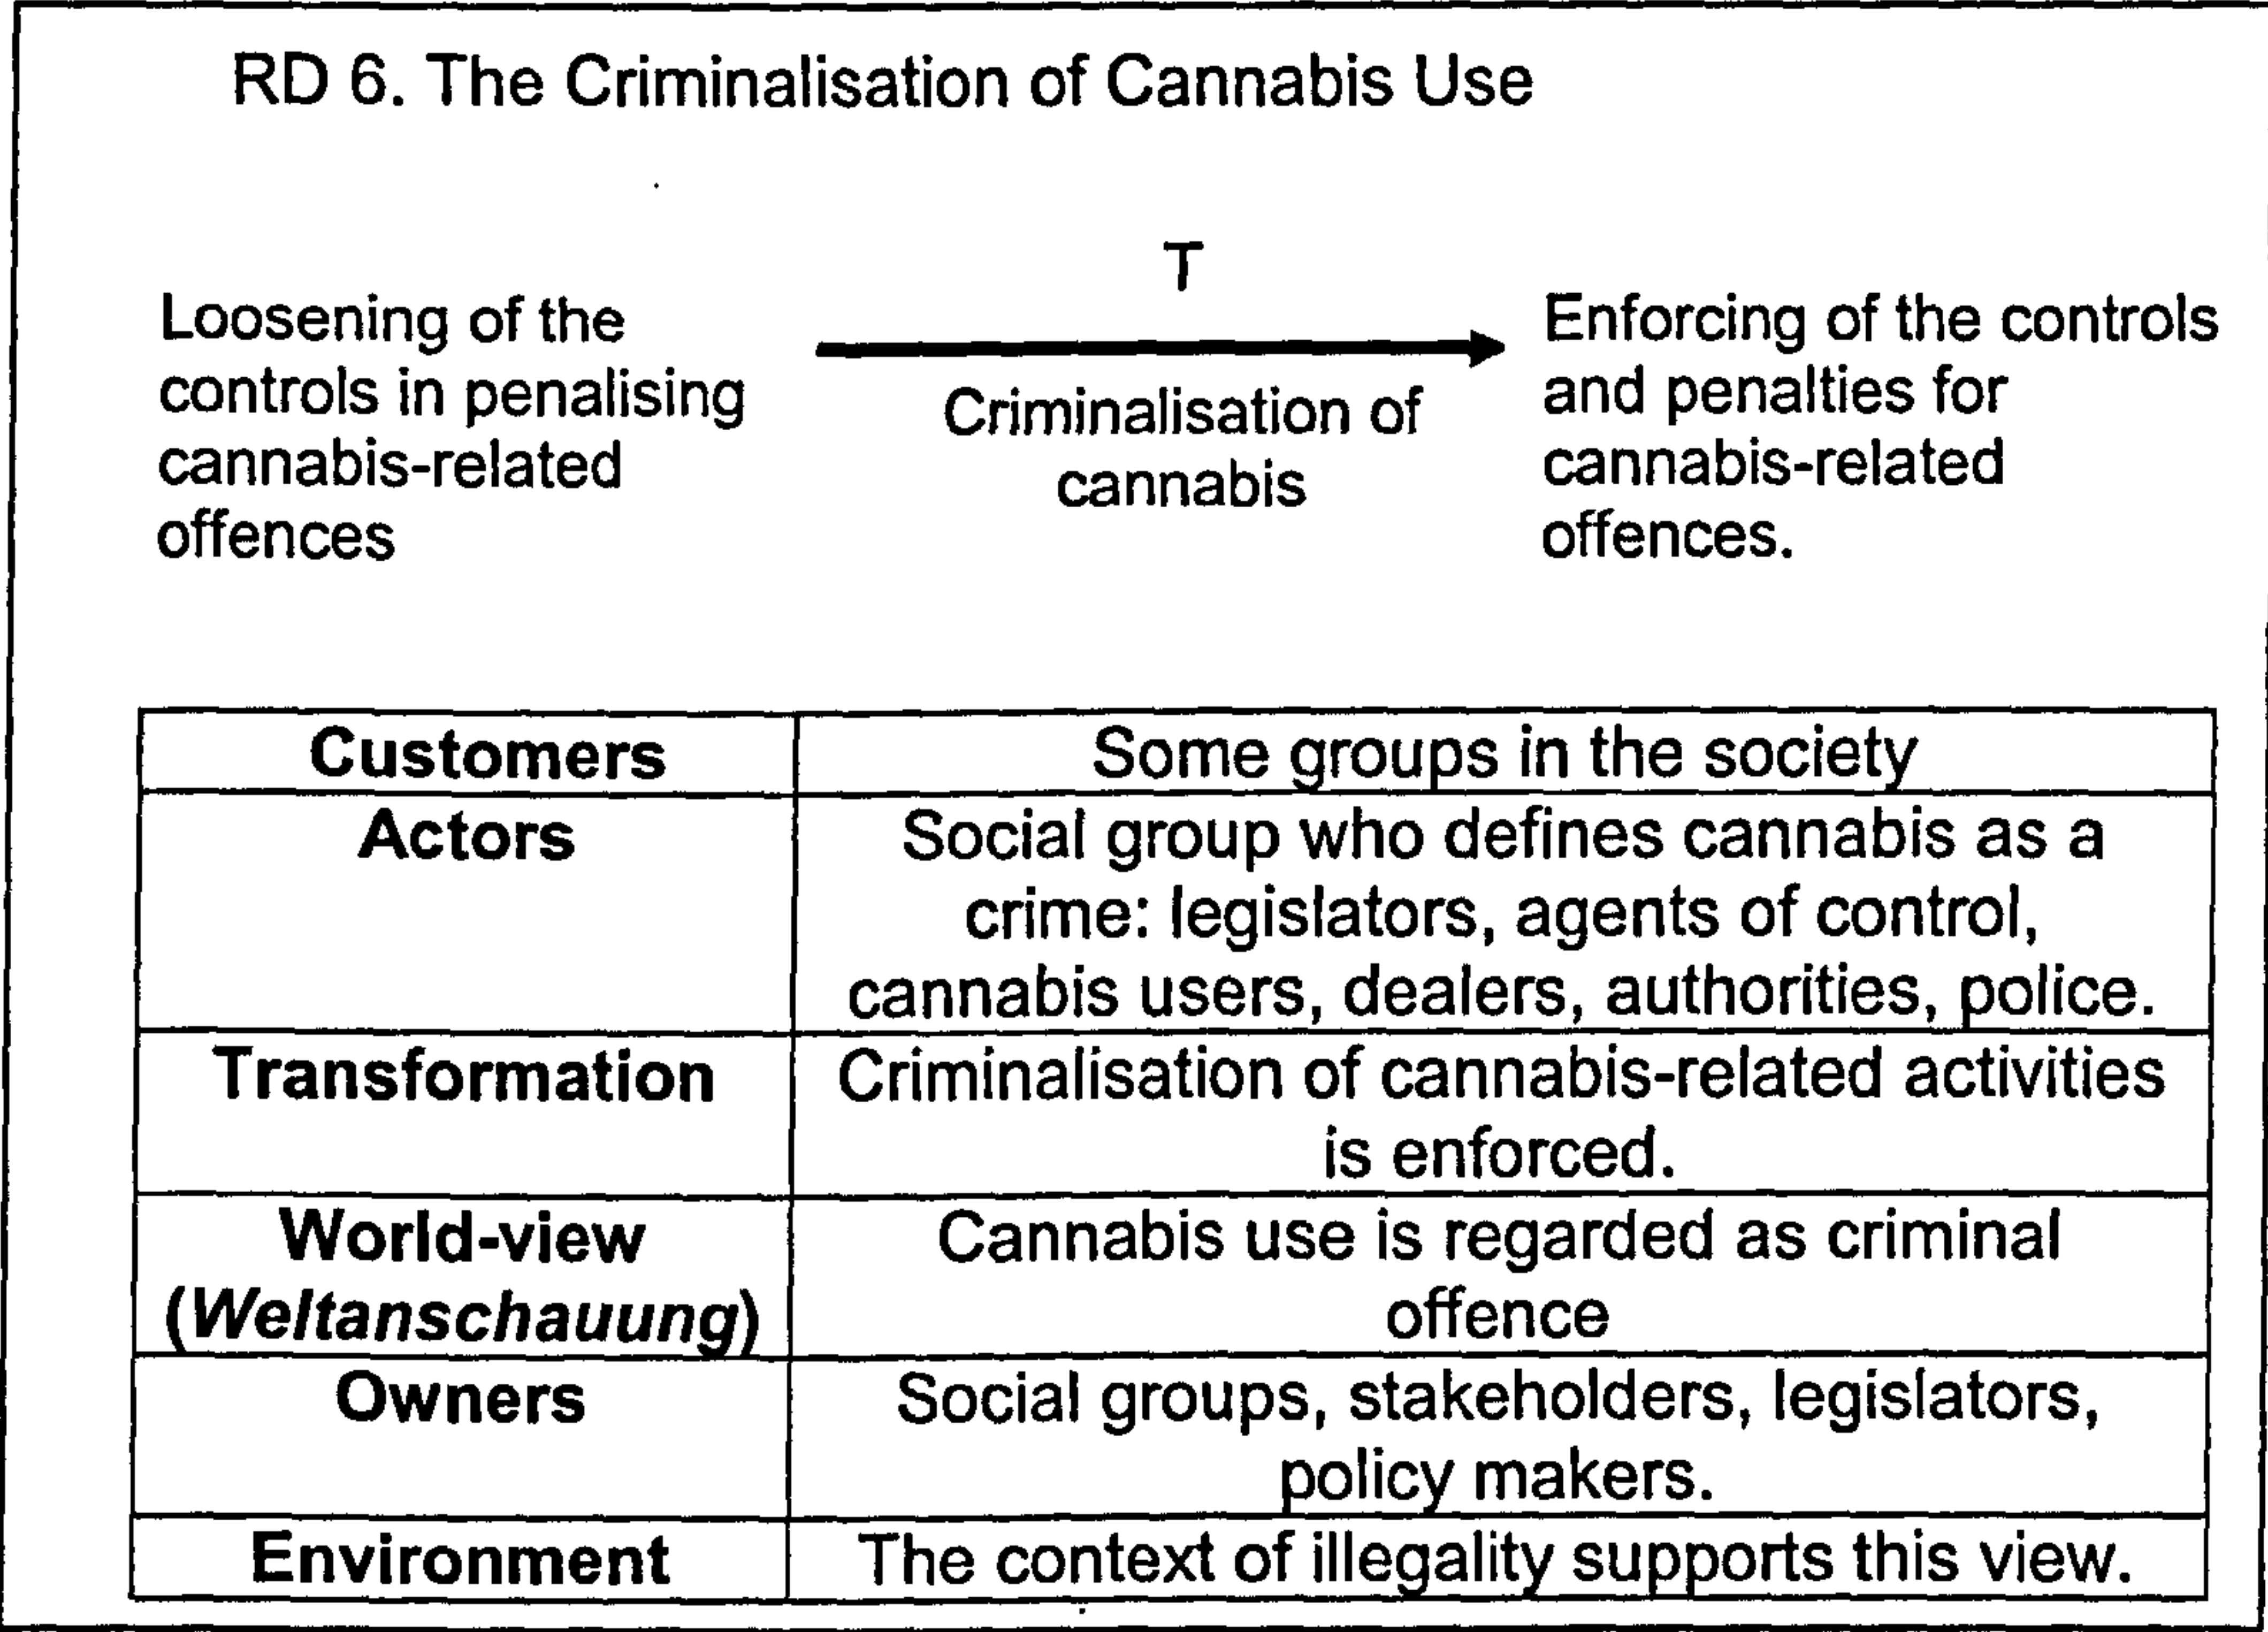 RD 6. The Criminalisation of Cannabis Use
T
Loosening of the
controls in penalising
cannabis-related
offences
Criminalisation of
cannabis
Enforcing of the controls
and penalties for
cannabis-related
offences.
Customers
Some groups in the society
Actors
Social group who defines cannabis as a
crime: legislators, agents of control,
cannabis users, dealers, authorities, police.
Transformation
Criminalisation of cannabis-related activities
is enforced.
World-view
(Weltanschauung)
Cannabis use is regarded as criminal
offence
Owners
Social groups, stakeholders, legislators,
policy makers.
Environment
The context of illegality supports this view.